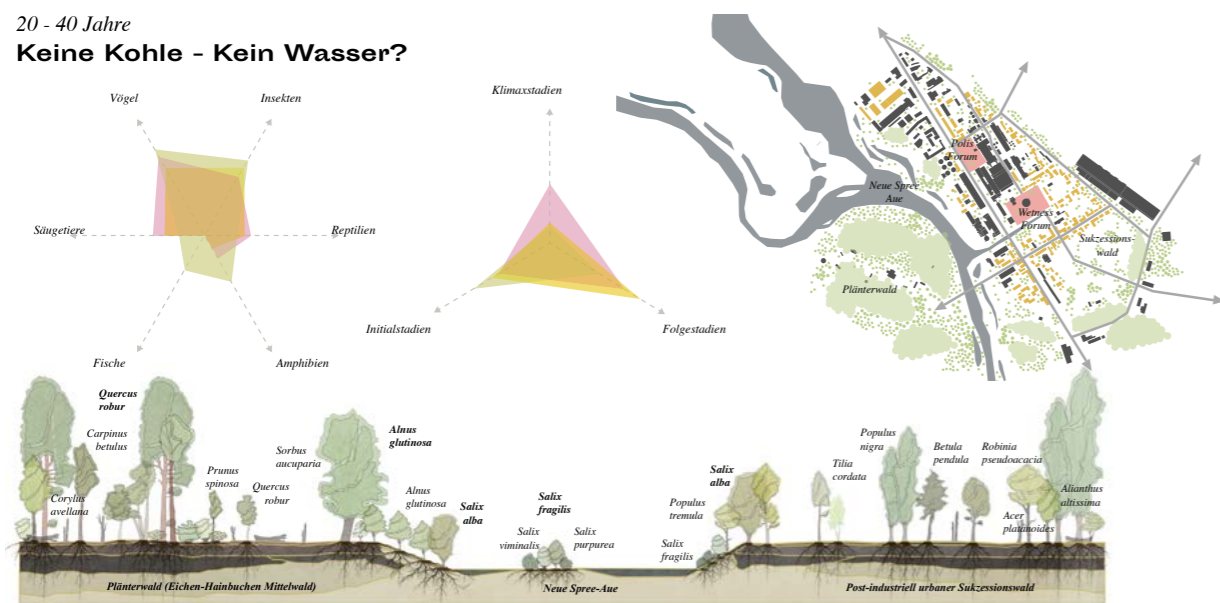 20 - 40 Jahre
Keine Kohle - Kein Wasser?
Vögel
Insekten
Säugetiere
Reptilien
Fische
Amphibien
Klimaxstadien
Initialstadien
Folgestadien
Polis
Forum
Neue Spree
Aue
Wetness
Forum
Sukzessions-
wald
Plänterwald
Quercus
robur
Carpinus
betulus
Corylus
avellana
Prunus
spinosa
Quercus
robur
Sorbus
aucuparia
Alnus
glutinosa
Alnus
glutinosa
Salix
alba
Salix
viminalis
Salix
fragilis
Salix
purpurea
Populus
tremula
Salix
fragilis
Salix
alba
Tilia
cordata
Populus
nigra
Betula
pendula
Robinia
pseudoacacia
Acer
platanoides
Alianthus
altissima
Plänterwald (Eichen-Hainbuchen Mittelwald)
Neue Spree-Aue
Post-industriell urbaner Sukzessionswald